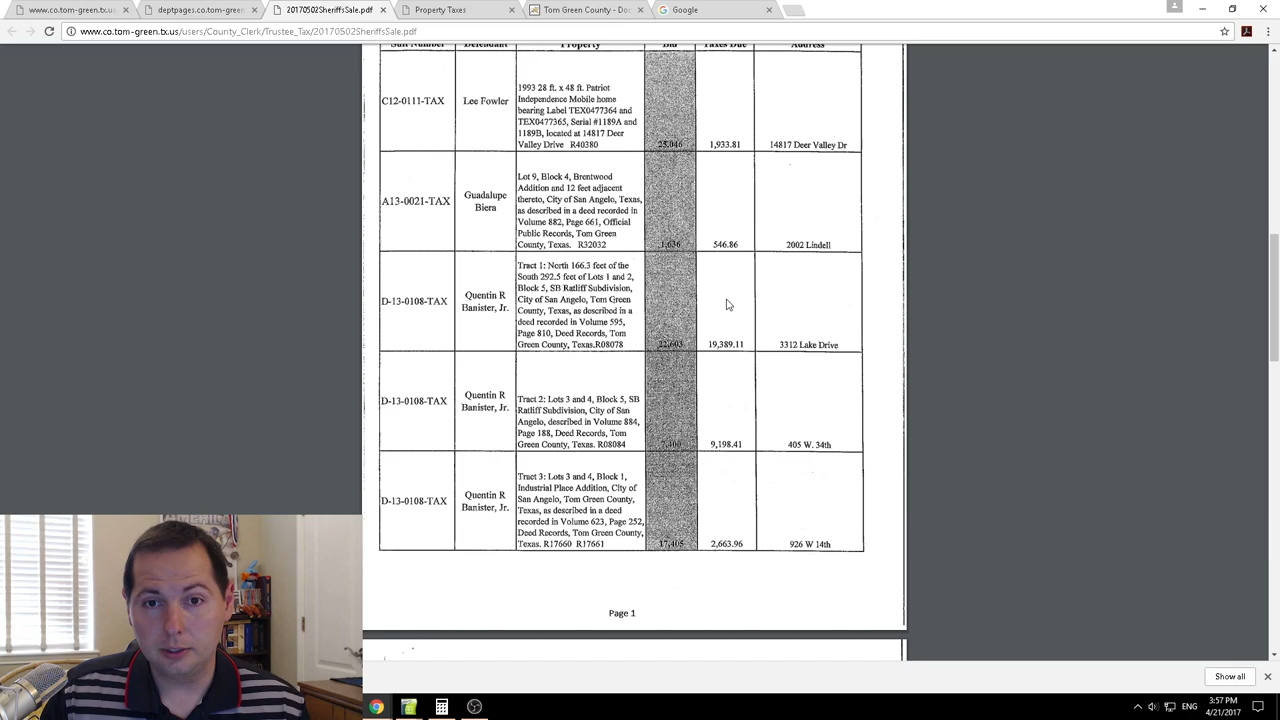 www.co.tom-green.tx.us/
deptpages.co.tom-green
20170502SheriffsSale.pdf
Property Taxes
Tom Green County - Do
Google
www.co.tom-green.tx.us/users/County_Clerk/Trustee_Tax/20170502SheriffsSale.pdf
Suit Number Defendant Property Bid Taxes Due Address
C12-0111-TAX
Lee Fowler
1993 28 ft. x 48 ft. Patriot
Independence Mobile home
bearing Label TEX0477364 and
TEX0477365, Serial #1189A and
1189B, located at 14817 Deer
Valley Drive R40380
25,046
1,933.81
14817 Deer Valley Dr
A13-0021-TAX
Guadalupe
Biera
Lot 9, Block 4, Brentwood
Addition and 12 feet adjacent
thereto, City of San Angelo, Texas,
as described in a deed recorded in
Volume 882, Page 661, Official
Public Records, Tom Green
County, Texas. R32032
1,636
546.86
2002 Lindell
D-13-0108-TAX
Quentin R
Banister, Jr.
Tract 1: North 166.3 feet of the
South 292.5 feet of Lots 1 and 2,
Block 5, SB Ratliff Subdivision,
City of San Angelo, Tom Green
County, Texas, as described in a
deed recorded in Volume 595,
Page 810, Deed Records, Tom
Green County, Texas.R08078
22,603
19,389.11
3312 Lake Drive
D-13-0108-TAX
Quentin R
Banister, Jr.
Tract 2: Lots 3 and 4, Block 5, SB
Ratliff Subdivision, City of San
Angelo, described in Volume 884,
Page 188, Deed Records, Tom
Green County, Texas. R08084
7,400
9,198.41
405 W. 34th
D-13-0108-TAX
Quentin R
Banister, Jr.
Tract 3: Lots 3 and 4, Block 1,
Industrial Place Addition, City of
San Angelo, Tom Green County,
Texas, as described in a deed
recorded in Volume 623, Page 252,
Deed Records, Tom Green County,
Texas. R17660 R17661
17,405
2,663.96
926 W 14th
Page 1
Show all
ENG
3:57 PM
4/21/2017